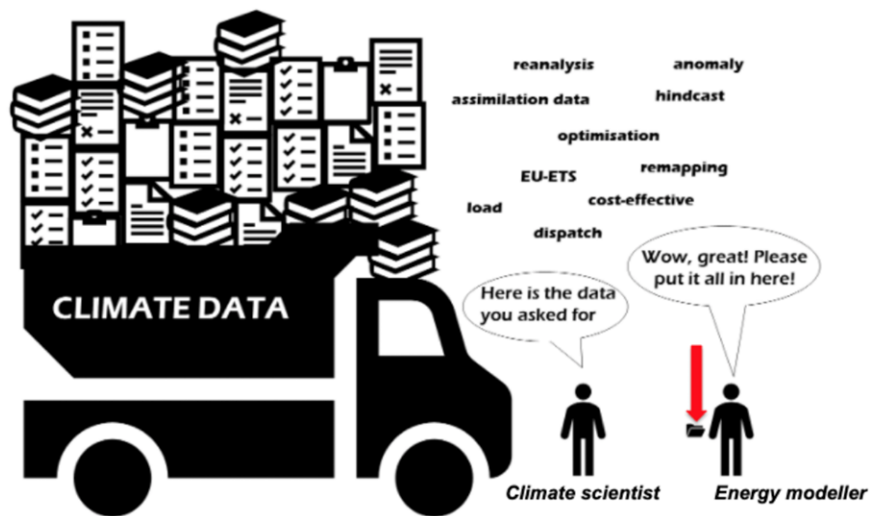 reanalysis
anomaly
assimilation data
hindcast
optimisation
remapping
EU-ETS
cost-effective
load
dispatch
Wow, great! Please
put it all in here!
Here is the data
you asked for
CLIMATE DATA
Climate scientist
Energy modeller